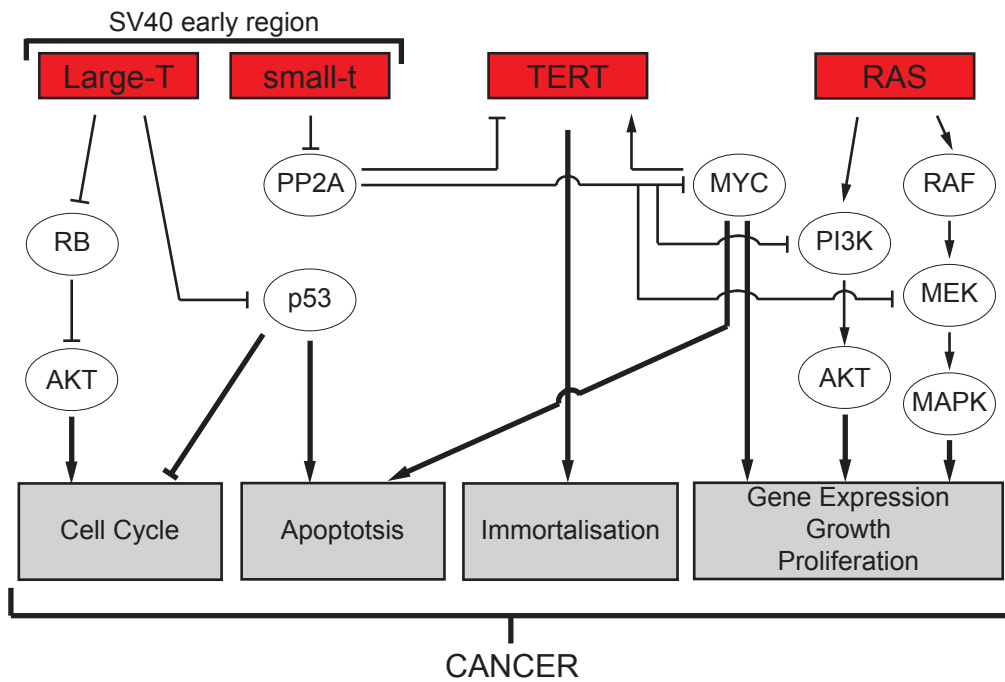 SV40 early region
Large-T
small-t
TERT
RAS
PP2A
MYC
RAF
RB
PI3K
p53
MEK
AKT
AKT
MAPK
Cell Cycle
Apoptotsis
Immortalisation
Gene Expression
Growth
Proliferation
CANCER